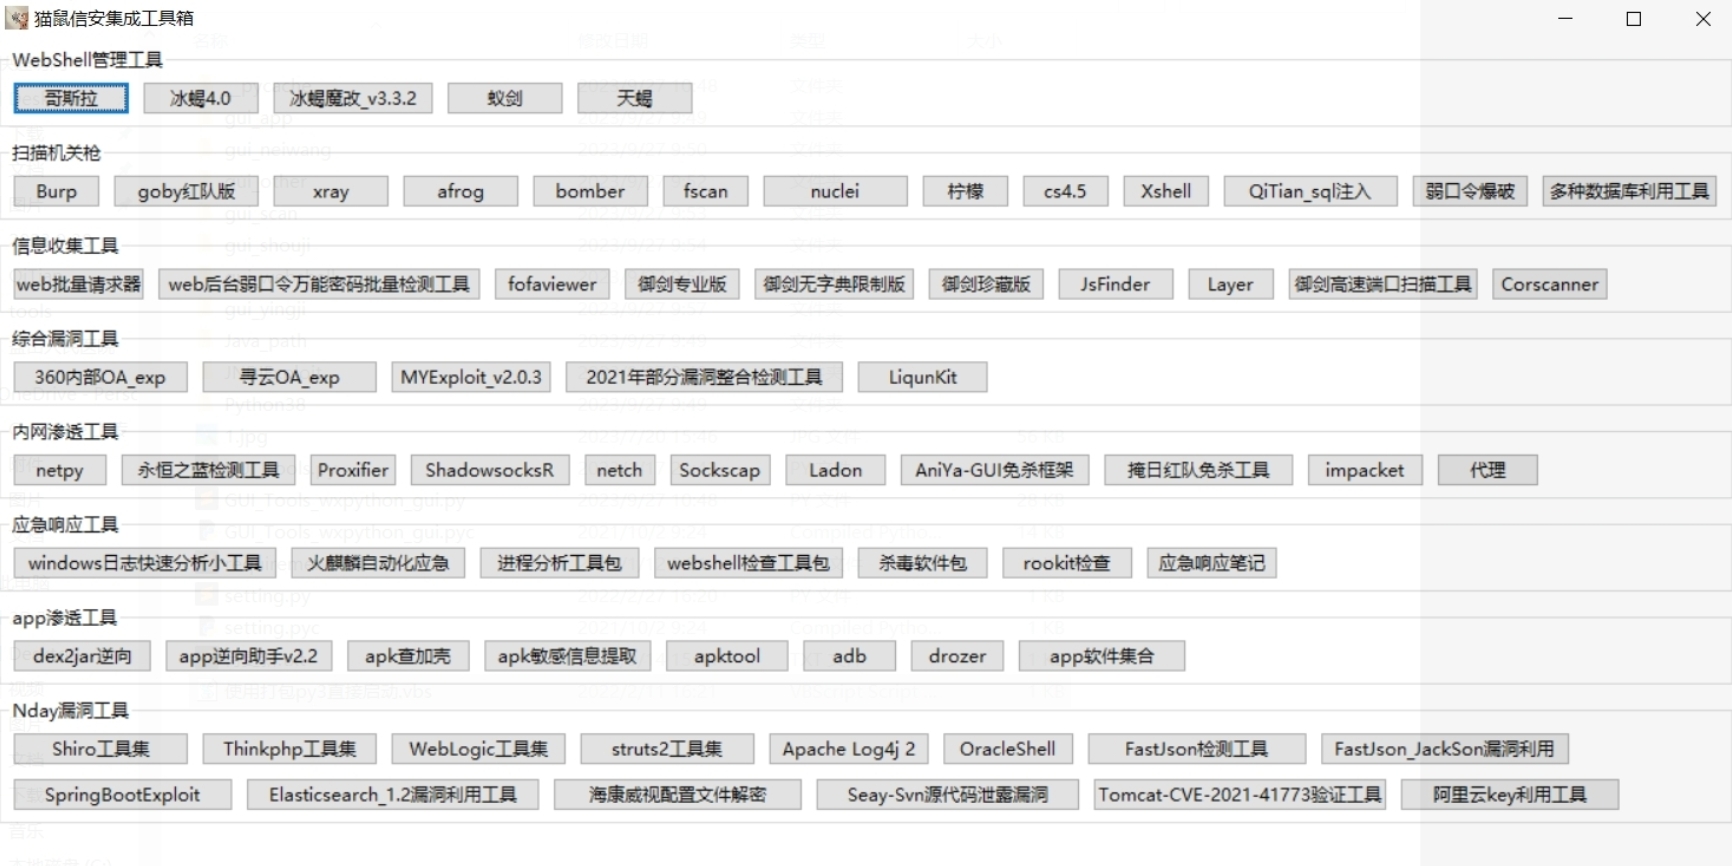 猫鼠信安集成工具箱
WebShell管理工具
哥斯拉 冰蝎4.0 冰蝎魔改_v3.3.2 蚁剑 天蝎
扫描机关枪
Burp goby红队版 xray afrog bomber fscan nuclei 柠檬 cs4.5 Xshell QiTian_sql注入 弱口令爆破 多种数据库利用工具
信息收集工具
web批量请求器 web后台弱口令万能密码批量检测工具 fofaviewer 御剑专业版 御剑无字典限制版 御剑珍藏版 JsFinder Layer 御剑高速端口扫描工具 Corscanner
综合漏洞工具
360内部OA_exp 寻云OA_exp MYExploit_v2.0.3 2021年部分漏洞整合检测工具 LiqunKit
内网渗透工具
netpy 永恒之蓝检测工具 Proxifier ShadowsocksR netch Sockscap Ladon AniYa-GUI免杀框架 掩日红队免杀工具 impacket 代理
应急响应工具
windows日志快速分析小工具 火麒麟自动化应急 进程分析工具包 webshell检查工具包 杀毒软件包 rookit检查 应急响应笔记
app渗透工具
dex2jar逆向 app逆向助手v2.2 apk查加壳 apk敏感信息提取 apktool adb drozer app软件集合
Nday漏洞工具
Shiro工具集 Thinkphp工具集 WebLogic工具集 struts2工具集 Apache Log4j 2 OracleShell FastJson检测工具 FastJson_JackSon漏洞利用
SpringBootExploit Elasticsearch_1.2漏洞利用工具 海康威视配置文件解密 Seay-Svn源代码泄露漏洞 Tomcat-CVE-2021-41773验证工具 阿里云key利用工具